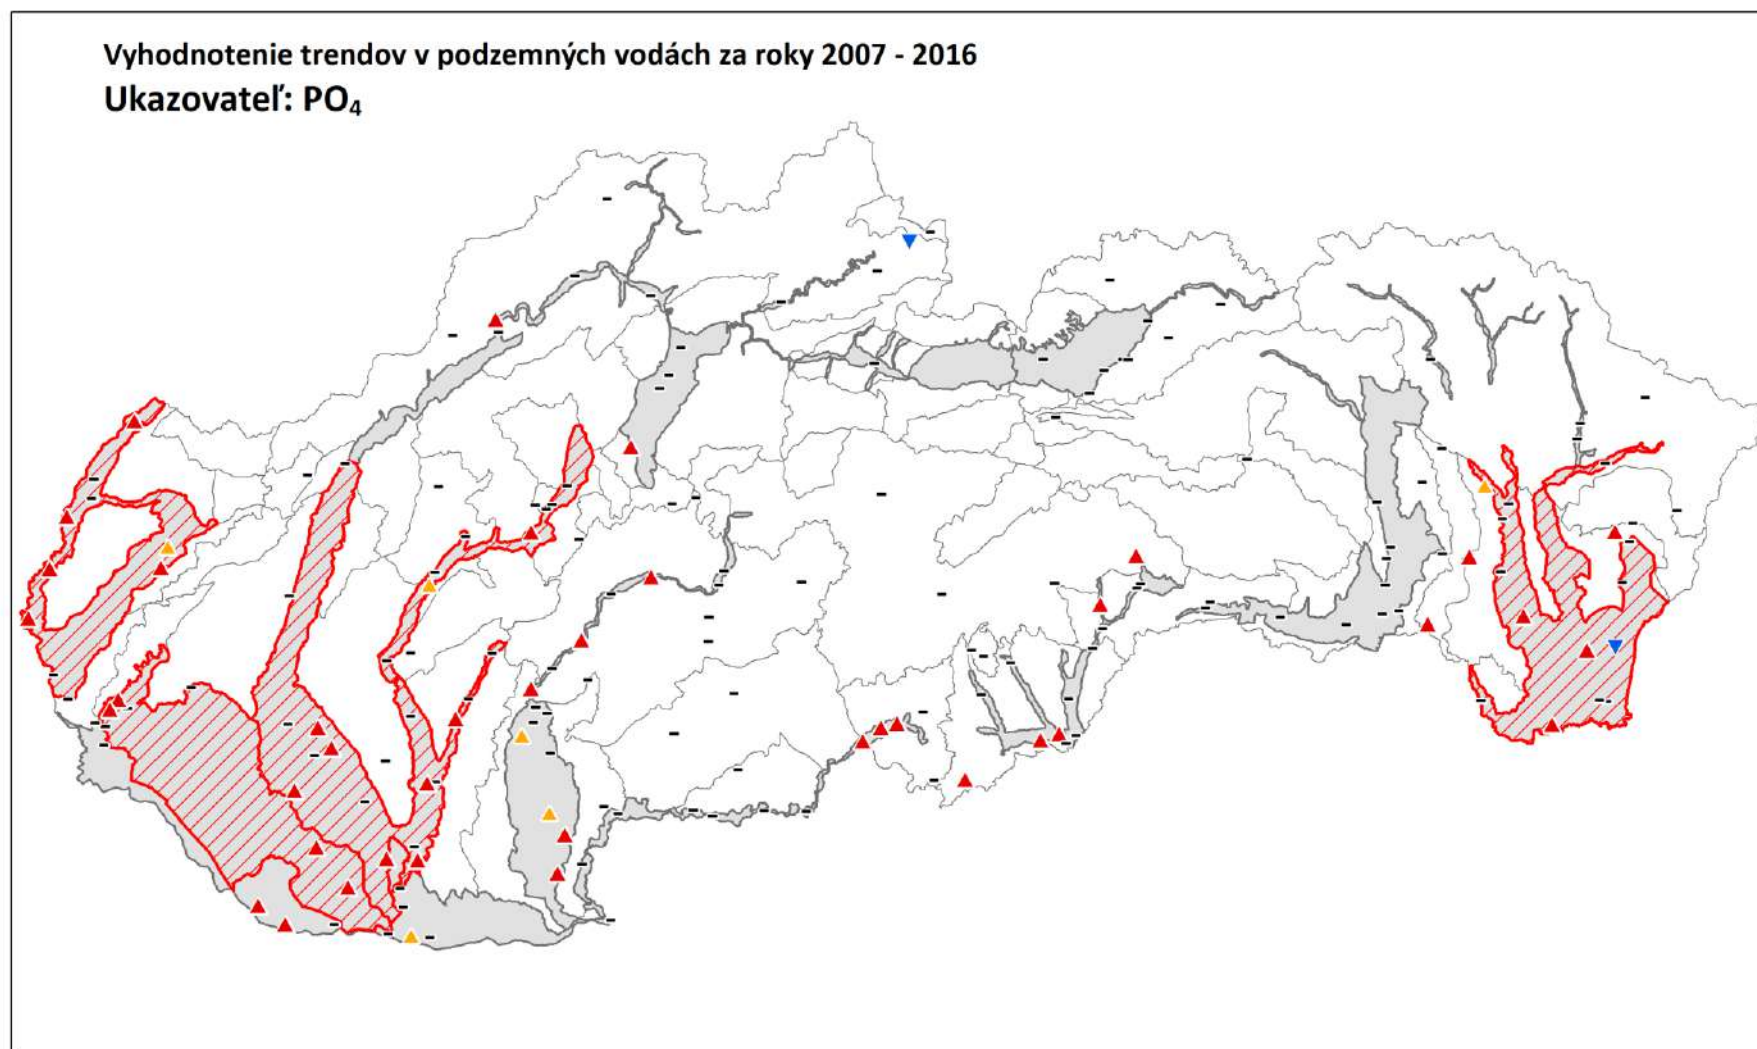 Vyhodnotenie trendov v podzemných vodách za roky 2007 - 2016
Ukazovateľ: PO₄